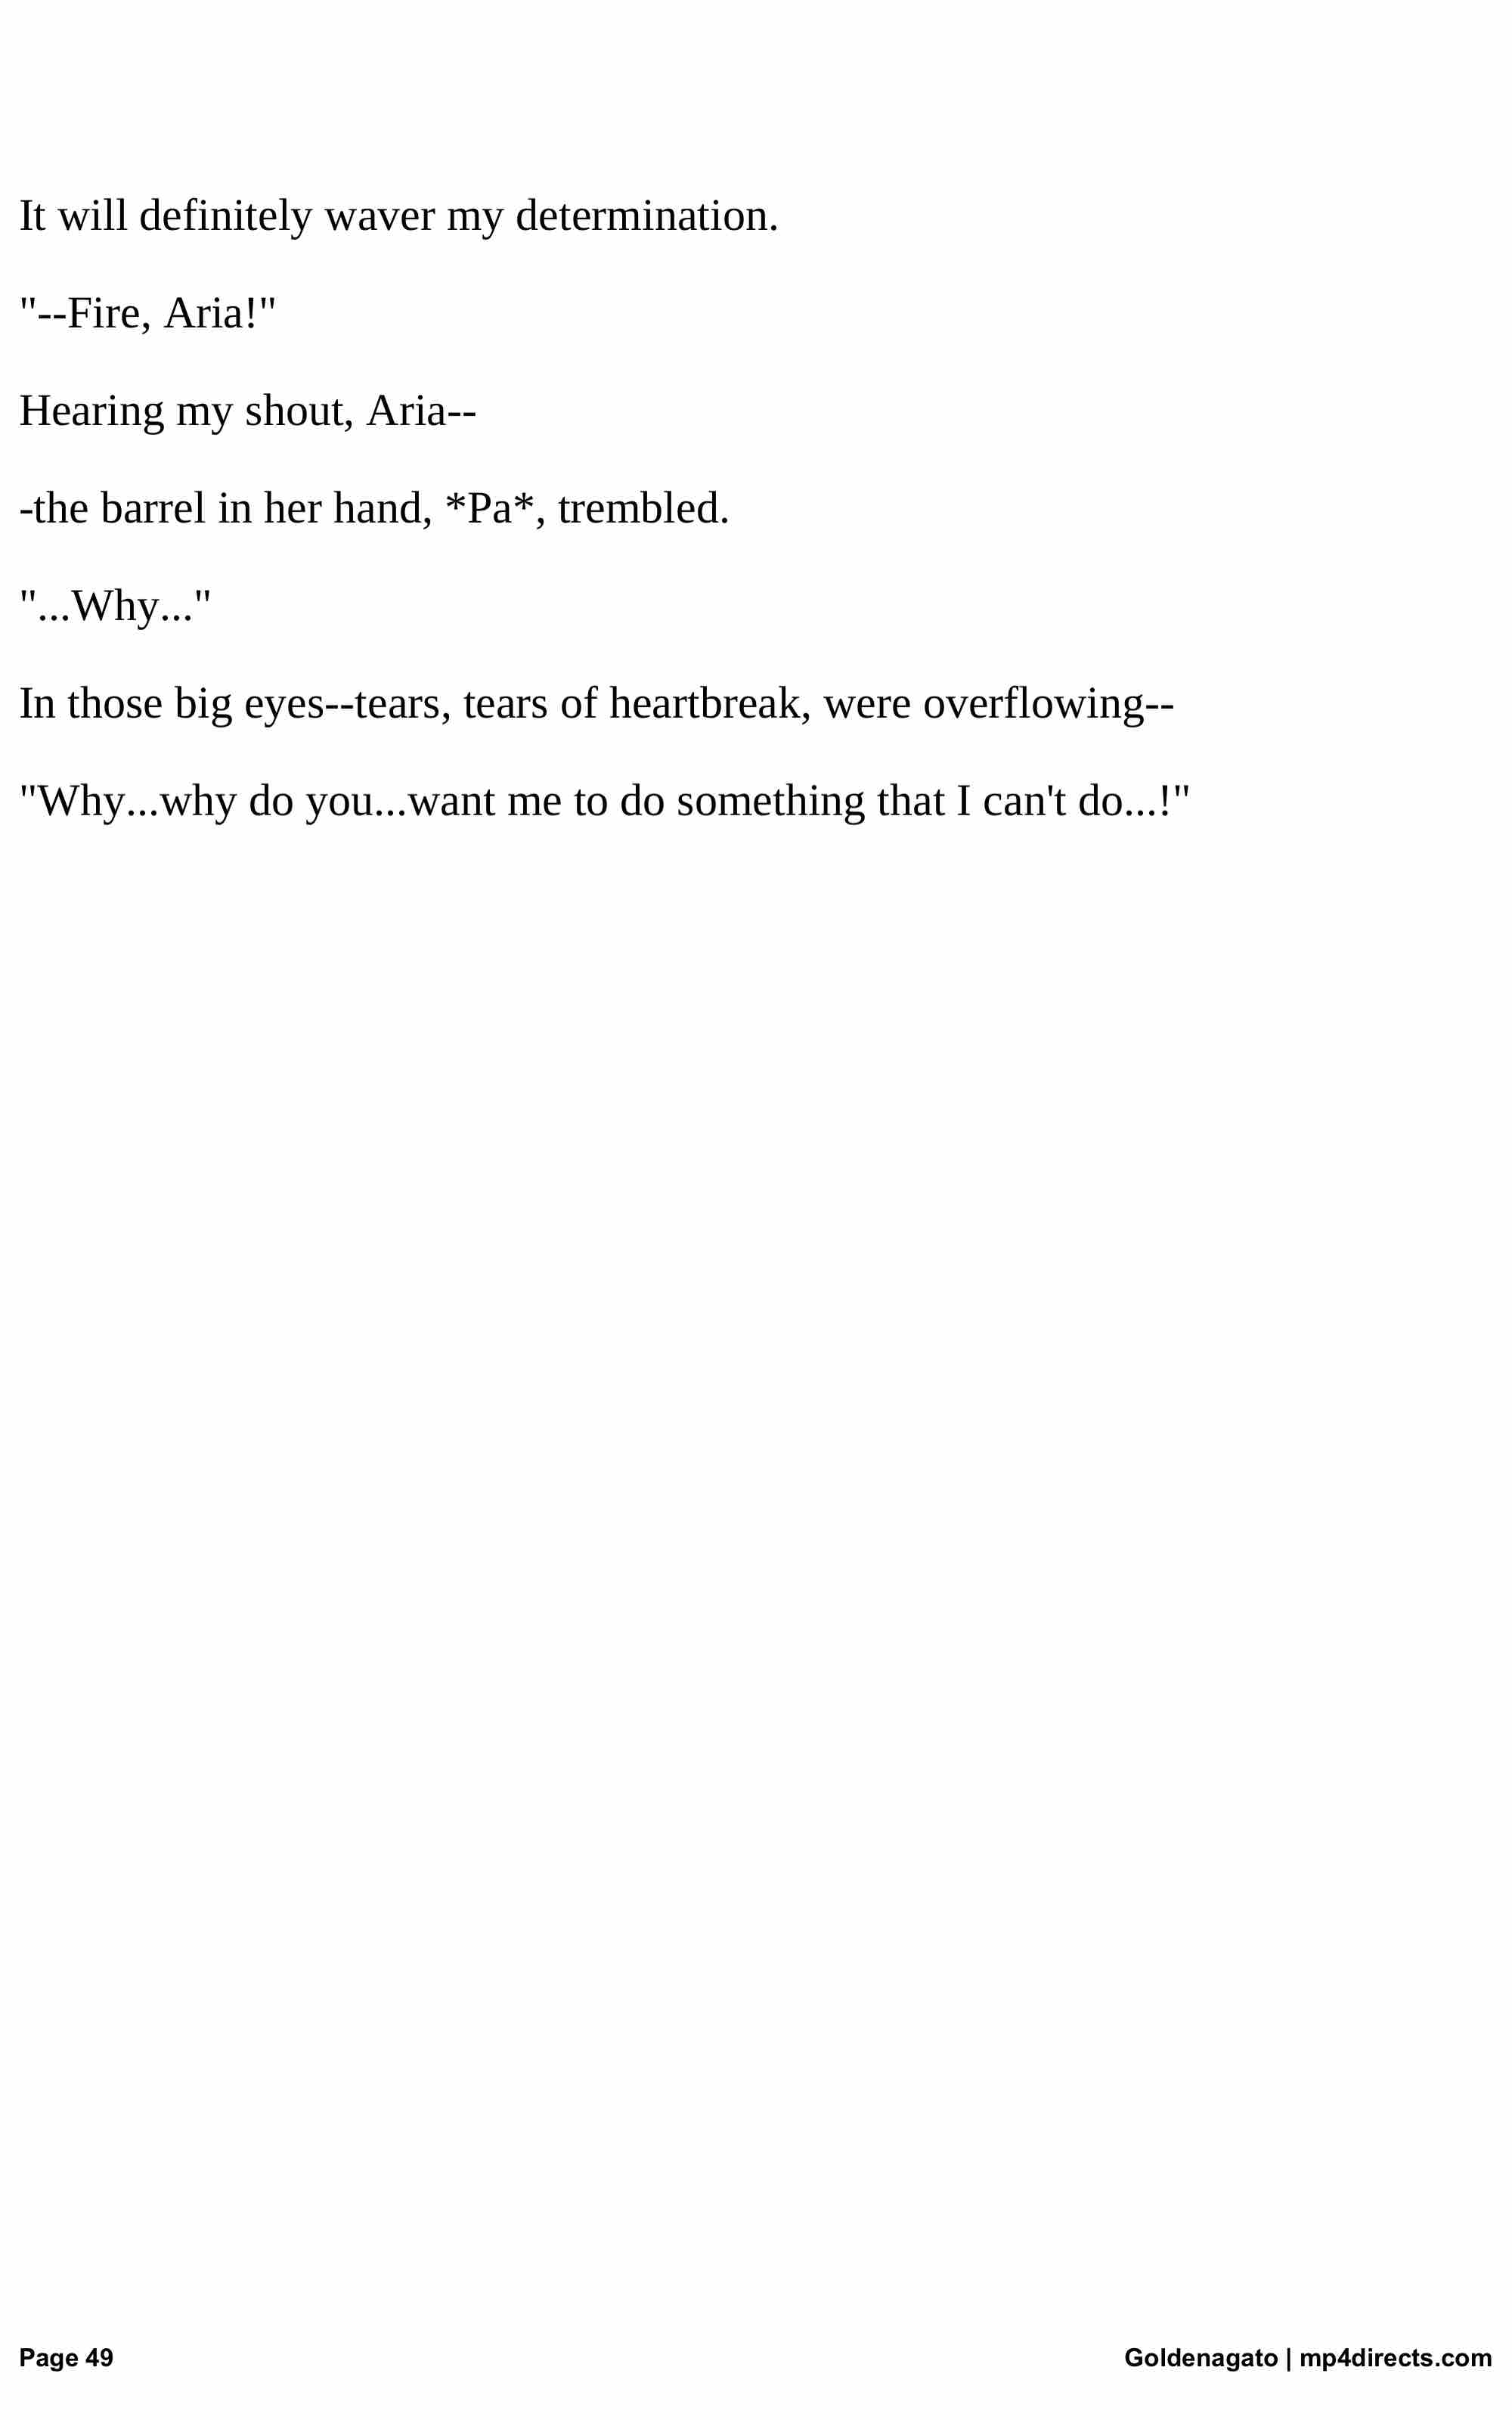 It will definitely waver my determination.
"--Fire, Aria!"
Hearing my shout, Aria--
-the barrel in her hand, *Pa*, trembled.
"...Why..."
In those big eyes--tears, tears of heartbreak, were overflowing--
"Why...why do you...want me to do something that I can't do...!"
Page 49
Goldenagato | mp4directs.com